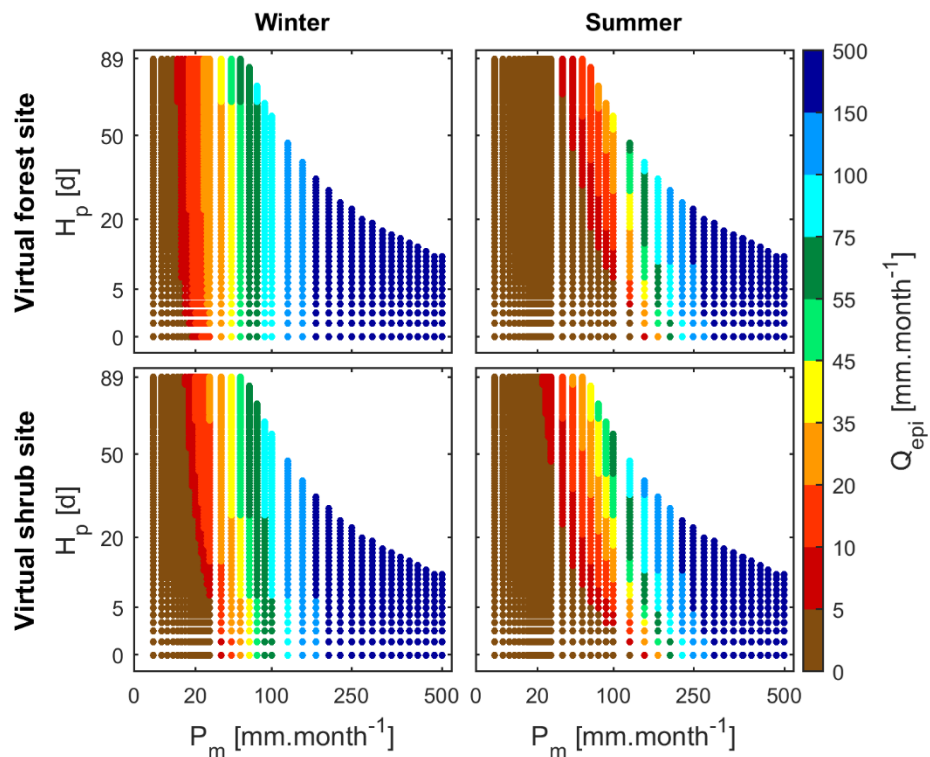 Winter
Summer
Virtual forest site
H_p [d]
89
50
20
5
0
500
150
100
75
55
45
35
20
10
5
0
Q_epi [mm.month⁻¹]
Virtual shrub site
H_p [d]
89
50
20
5
0
0 20 100 250 500
0 20 100 250 500
P_m [mm.month⁻¹]
P_m [mm.month⁻¹]